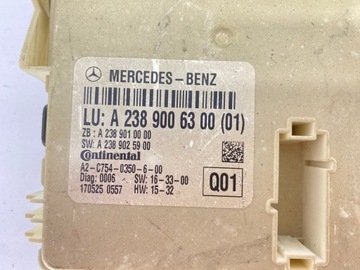 MERCEDES-BENZ
LU: A 238 900 63 00 (01)
ZB : A 238 901 00 00
SW: A 238 902 59 00
Continental
A2-C754-0350-6-00
Diag: 0006 SW: 16-33-00
170525 0557 HW: 15-32
Q01